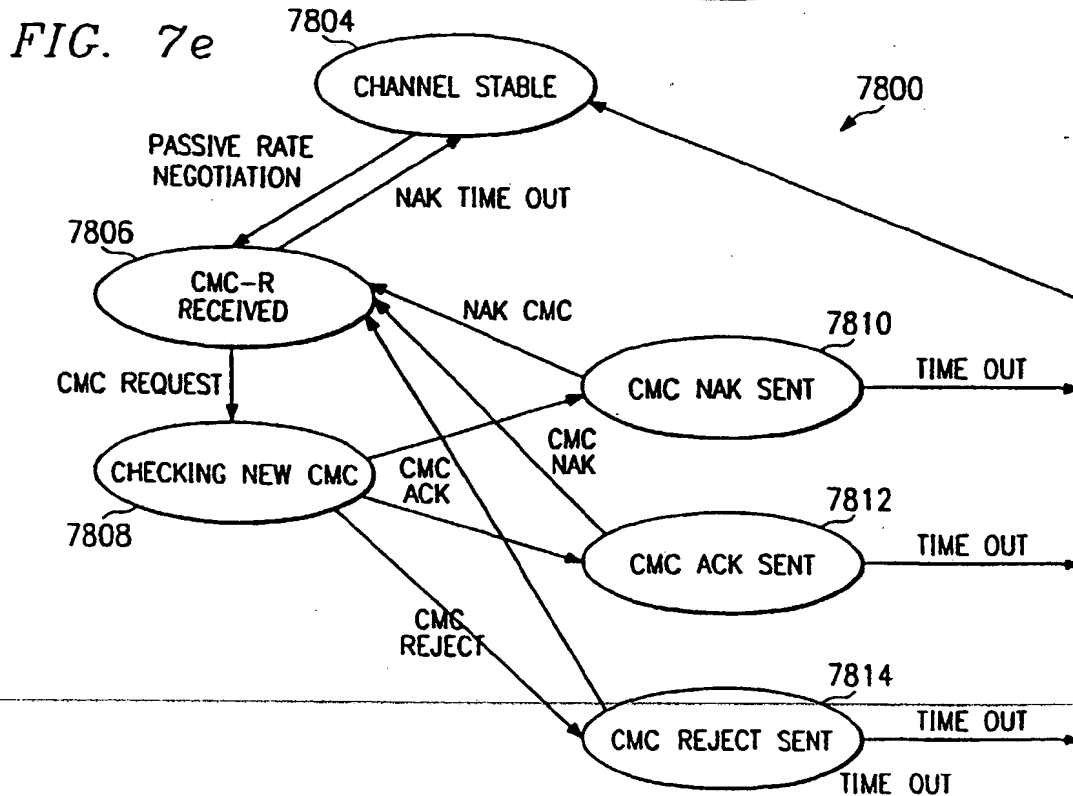 FIG. 7e
7804
CHANNEL STABLE
7800
PASSIVE RATE
NEGOTIATION
NAK TIME OUT
7806
CMC-R
RECEIVED
NAK CMC
7810
CMC NAK SENT
TIME OUT
CMC REQUEST
CHECKING NEW CMC
7808
CMC
ACK
CMC
NAK
7812
CMC ACK SENT
TIME OUT
CMC
REJECT
7814
CMC REJECT SENT
TIME OUT
TIME OUT